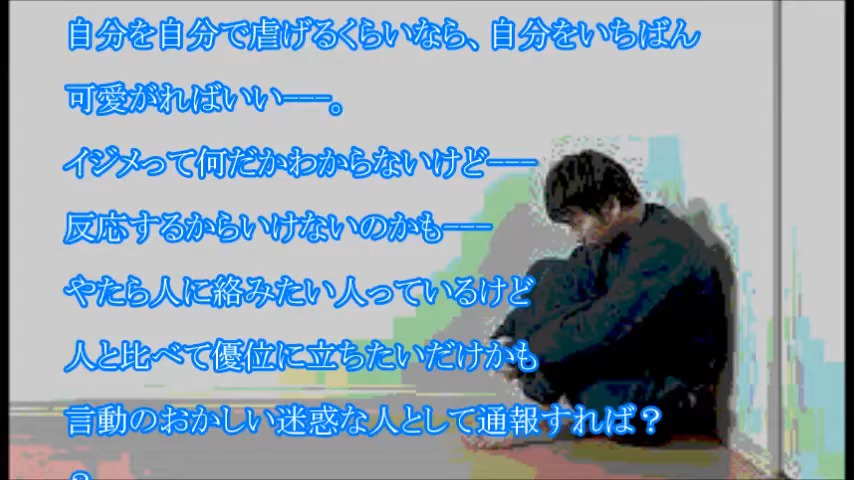 自分を自分で虐げるくらいなら、自分をいちばん
可愛がればいい---。
イジメって何だかわからないけど---
反応するからいけないのかも---
やたら人に絡みたい人っているけど
人と比べて優位に立ちたいだけかも
言動のおかしい迷惑な人として通報すれば？